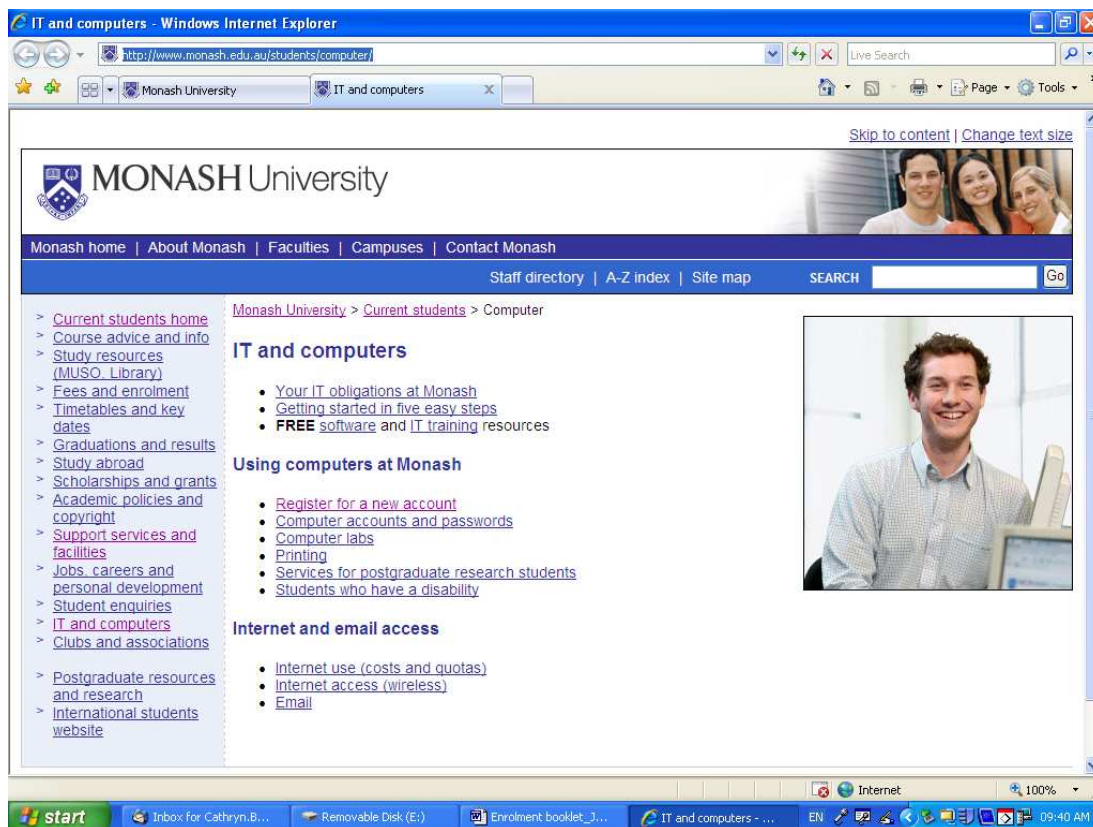 IT and computers - Windows Internet Explorer
http://www.monash.edu.au/students/computer/
Live Search
Monash University
IT and computers
Page
Tools
Skip to content | Change text size
MONASH University
Monash home | About Monash | Faculties | Campuses | Contact Monash
Staff directory | A-Z index | Site map
SEARCH
Go
> Current students home
> Course advice and info
> Study resources
(MUSO, Library)
> Fees and enrolment
> Timetables and key
dates
> Graduations and results
> Study abroad
> Scholarships and grants
> Academic policies and
copyright
> Support services and
facilities
> Jobs, careers and
personal development
> Student enquiries
> IT and computers
> Clubs and associations
> Postgraduate resources
and research
> International students
website
Monash University > Current students > Computer
IT and computers
• Your IT obligations at Monash
• Getting started in five easy steps
• FREE software and IT training resources
Using computers at Monash
• Register for a new account
• Computer accounts and passwords
• Computer labs
• Printing
• Services for postgraduate research students
• Students who have a disability
Internet and email access
• Internet use (costs and quotas)
• Internet access (wireless)
• Email
Internet
100%
start
Inbox for Cathryn.B...
Removable Disk (E:)
Enrolment booklet_J...
IT and computers - ...
EN
09:40 AM